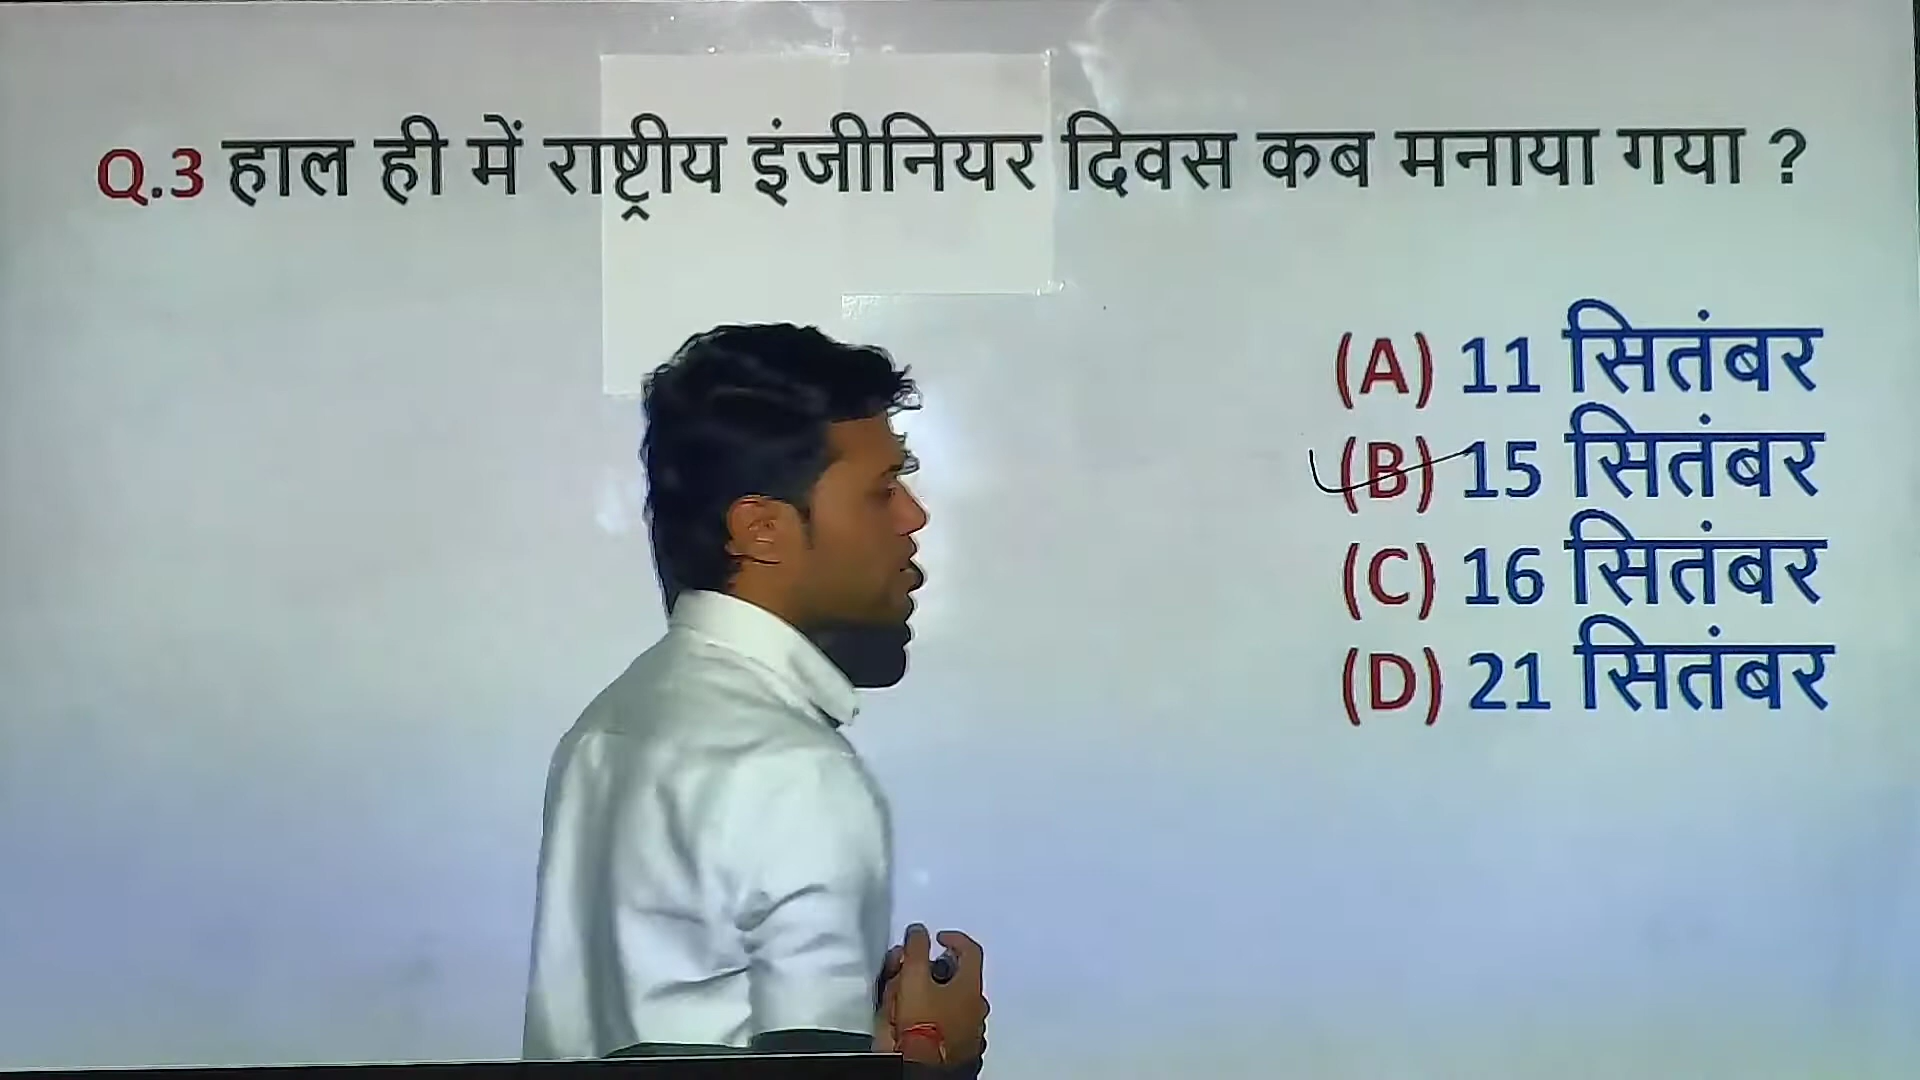 Q.3 हाल ही में राष्ट्रीय इंजीनियर दिवस कब मनाया गया ?
(A) 11 सितंबर
(B) 15 सितंबर
(C) 16 सितंबर
(D) 21 सितंबर